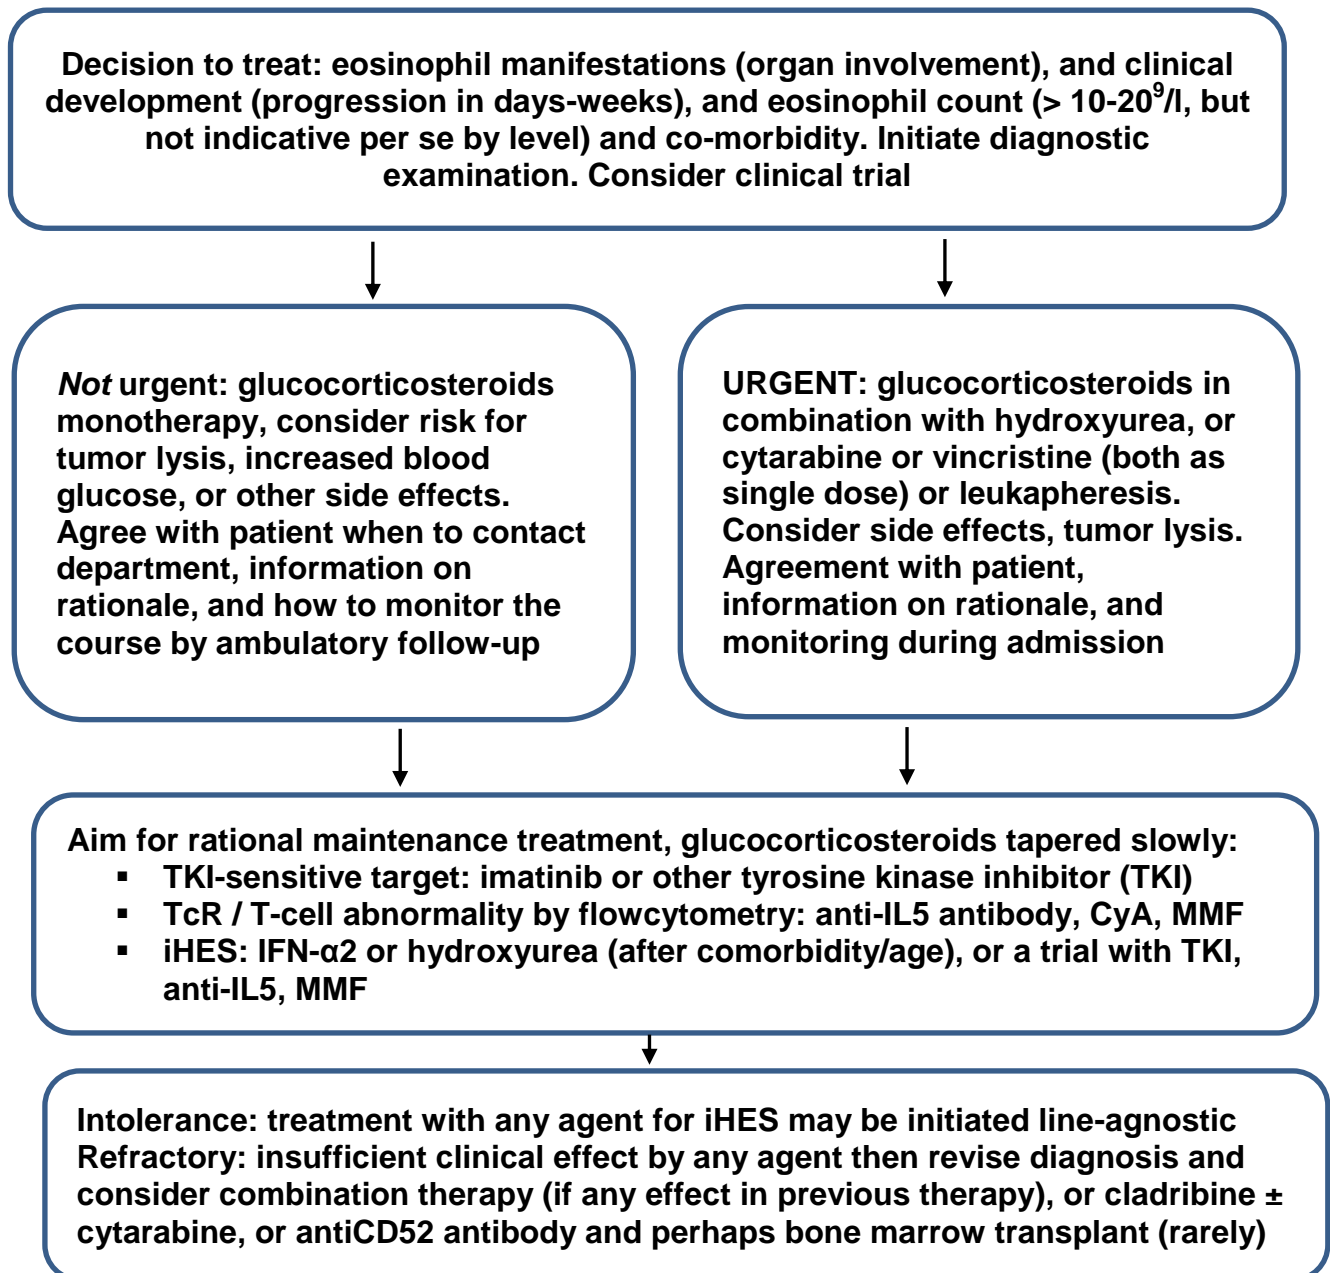 Decision to treat: eosinophil manifestations (organ involvement), and clinical
development (progression in days-weeks), and eosinophil count (> 10-20⁹/l, but
not indicative per se by level) and co-morbidity. Initiate diagnostic
examination. Consider clinical trial
Not urgent: glucocorticosteroids
monotherapy, consider risk for
tumor lysis, increased blood
glucose, or other side effects.
Agree with patient when to contact
department, information on
rationale, and how to monitor the
course by ambulatory follow-up
URGENT: glucocorticosteroids in
combination with hydroxyurea, or
cytarabine or vincristine (both as
single dose) or leukapheresis.
Consider side effects, tumor lysis.
Agreement with patient,
information on rationale, and
monitoring during admission
Aim for rational maintenance treatment, glucocorticosteroids tapered slowly:
▪ TKI-sensitive target: imatinib or other tyrosine kinase inhibitor (TKI)
▪ TcR / T-cell abnormality by flowcytometry: anti-IL5 antibody, CyA, MMF
▪ iHES: IFN-α2 or hydroxyurea (after comorbidity/age), or a trial with TKI,
anti-IL5, MMF
Intolerance: treatment with any agent for iHES may be initiated line-agnostic
Refractory: insufficient clinical effect by any agent then revise diagnosis and
consider combination therapy (if any effect in previous therapy), or cladribine ±
cytarabine, or antiCD52 antibody and perhaps bone marrow transplant (rarely)